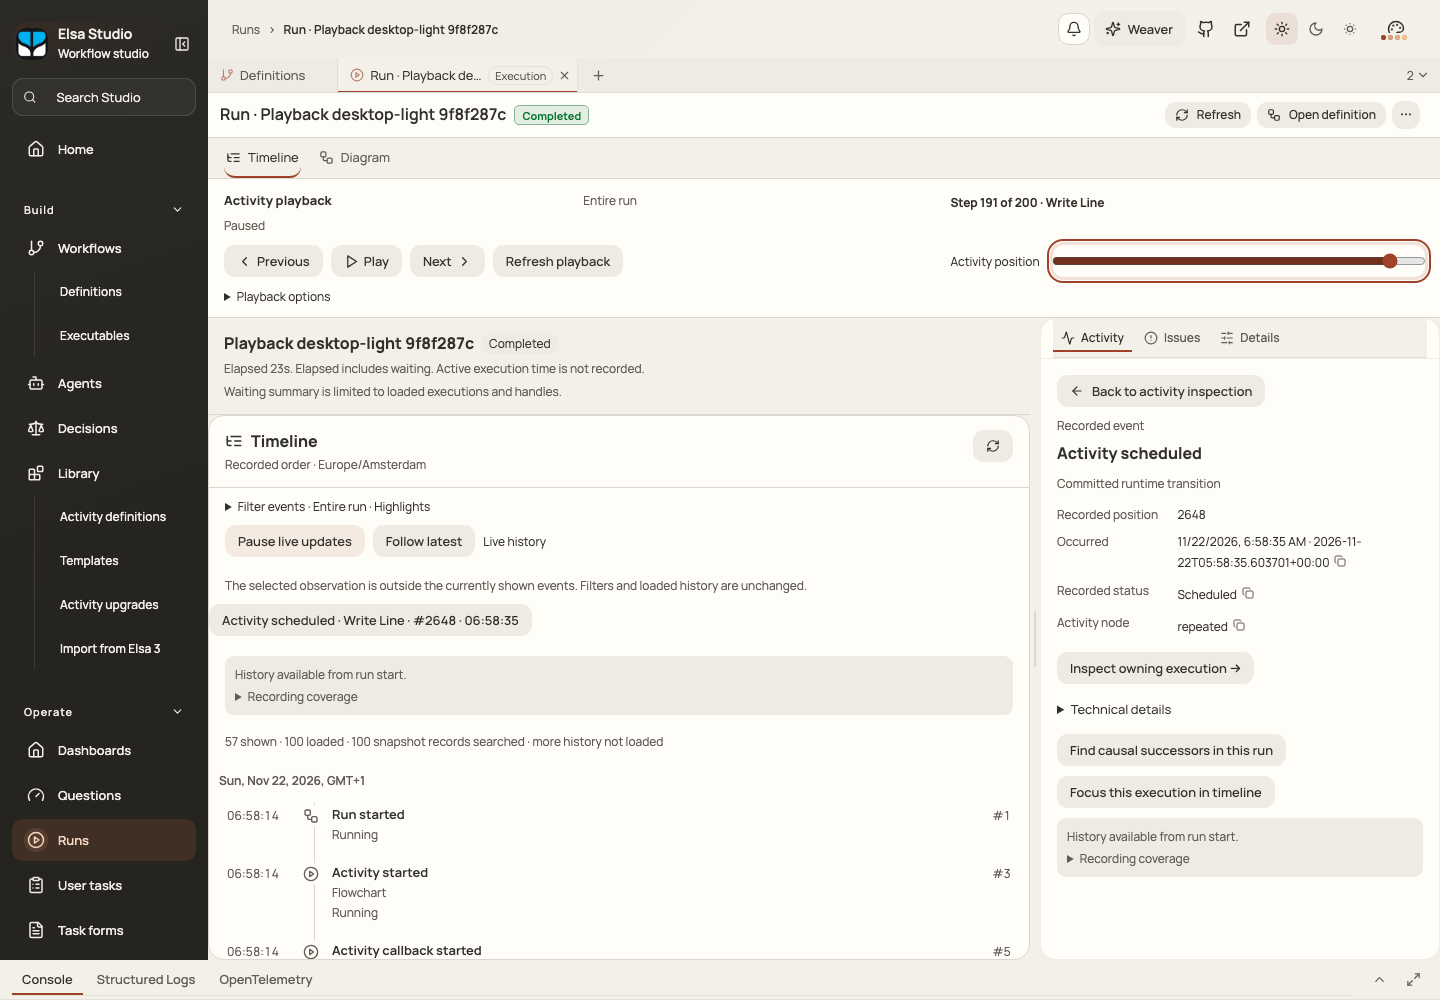 Elsa Studio
Workflow studio
Search Studio
Home
Build
Workflows
Definitions
Executables
Agents
Decisions
Library
Activity definitions
Templates
Activity upgrades
Import from Elsa 3
Operate
Dashboards
Questions
Runs
User tasks
Task forms
Runs › Run · Playback desktop-light 9f8f287c
Weaver
Definitions
Run · Playback de... Execution
2
Run · Playback desktop-light 9f8f287c Completed
Refresh
Open definition
Timeline
Diagram
Activity playback
Entire run
Step 191 of 200 · Write Line
Paused
Previous
Play
Next
Refresh playback
Activity position
Playback options
Playback desktop-light 9f8f287c Completed
Elapsed 23s. Elapsed includes waiting. Active execution time is not recorded.
Waiting summary is limited to loaded executions and handles.
Timeline
Recorded order · Europe/Amsterdam
Filter events · Entire run · Highlights
Pause live updates
Follow latest
Live history
The selected observation is outside the currently shown events. Filters and loaded history are unchanged.
Activity scheduled · Write Line · #2648 · 06:58:35
History available from run start.
Recording coverage
57 shown · 100 loaded · 100 snapshot records searched · more history not loaded
Sun, Nov 22, 2026, GMT+1
06:58:14 Run started #1
Running
06:58:14 Activity started #3
Flowchart
Running
06:58:14 Activity callback started #5
Activity
Issues
Details
Back to activity inspection
Recorded event
Activity scheduled
Committed runtime transition
Recorded position 2648
Occurred 11/22/2026, 6:58:35 AM · 2026-11-
22T05:58:35.603701+00:00
Recorded status Scheduled
Activity node repeated
Inspect owning execution →
Technical details
Find causal successors in this run
Focus this execution in timeline
History available from run start.
Recording coverage
Console
Structured Logs
OpenTelemetry